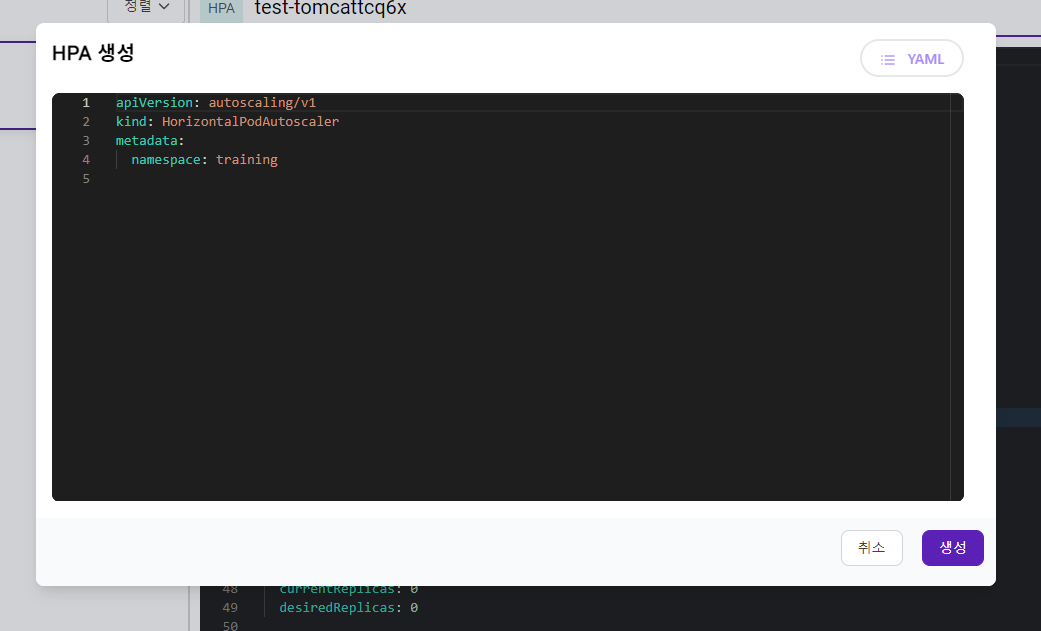 정렬
HPA test-tomcattcq6x
HPA 생성
YAML
1 apiVersion: autoscaling/v1
2 kind: HorizontalPodAutoscaler
3 metadata:
4 namespace: training
5
취소
생성
48 currentReplicas: 0
49 desiredReplicas: 0
50